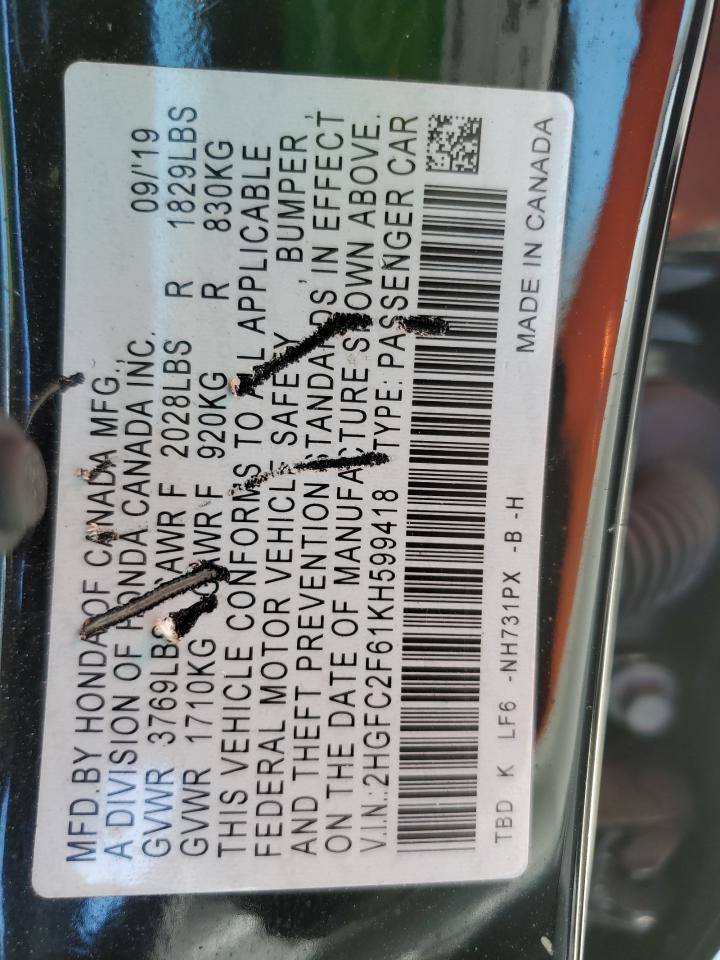 MFD. BY HONDA OF CANADA MFG.,
A DIVISION OF HONDA CANADA INC. 09/'19
GVWR 3769LBS GAWR F 2028LBS R 1829LBS
GVWR 1710KG GAWR F 920KG R 830KG
THIS VEHICLE CONFORMS TO ALL APPLICABLE
FEDERAL MOTOR VEHICLE SAFETY, BUMPER,
AND THEFT PREVENTION STANDARDS IN EFFECT
ON THE DATE OF MANUFACTURE SHOWN ABOVE.
V.I.N.:2HGFC2F61KH599418 TYPE: PASSENGER CAR
TBD K LF6 -NH731PX -B -H MADE IN CANADA